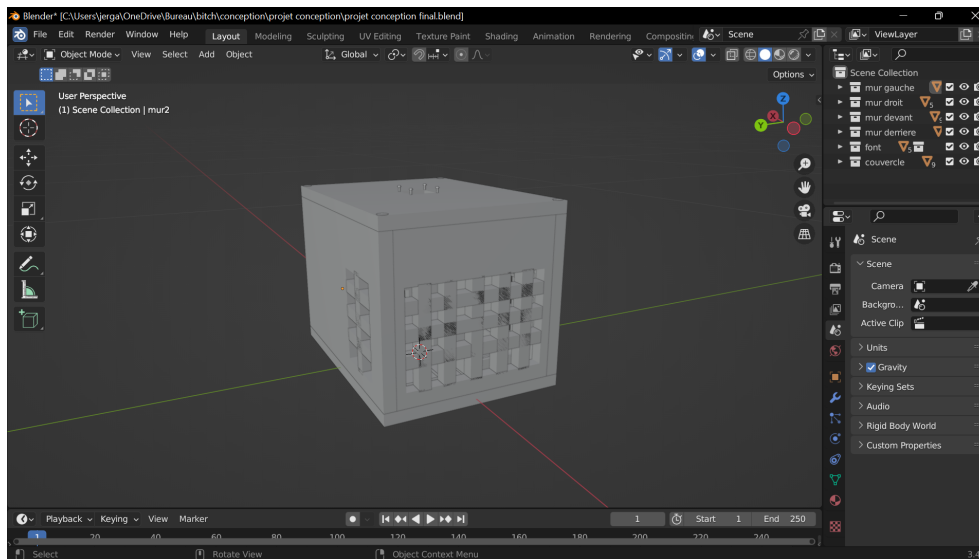 Blender* [C:\Users\jerga\OneDrive\Bureau\bitch\conception\projet conception\projet conception final.blend]
File Edit Render Window Help Layout Modeling Sculpting UV Editing Texture Paint Shading Animation Rendering Compositin Scene ViewLayer
Object Mode View Select Add Object Global
Options
User Perspective
(1) Scene Collection | mur2
Z
X
Y
Scene Collection
mur gauche
mur droit 5
mur devant
mur derriere
font 5
couvercle 9
Scene
Scene
Camera
Backgro...
Active Clip
Units
Gravity
Keying Sets
Audio
Rigid Body World
Custom Properties
Playback Keying View Marker 1 Start 1 End 250
1 20 40 60 80 100 120 140 160 180 200 220 240
Select Rotate View Object Context Menu